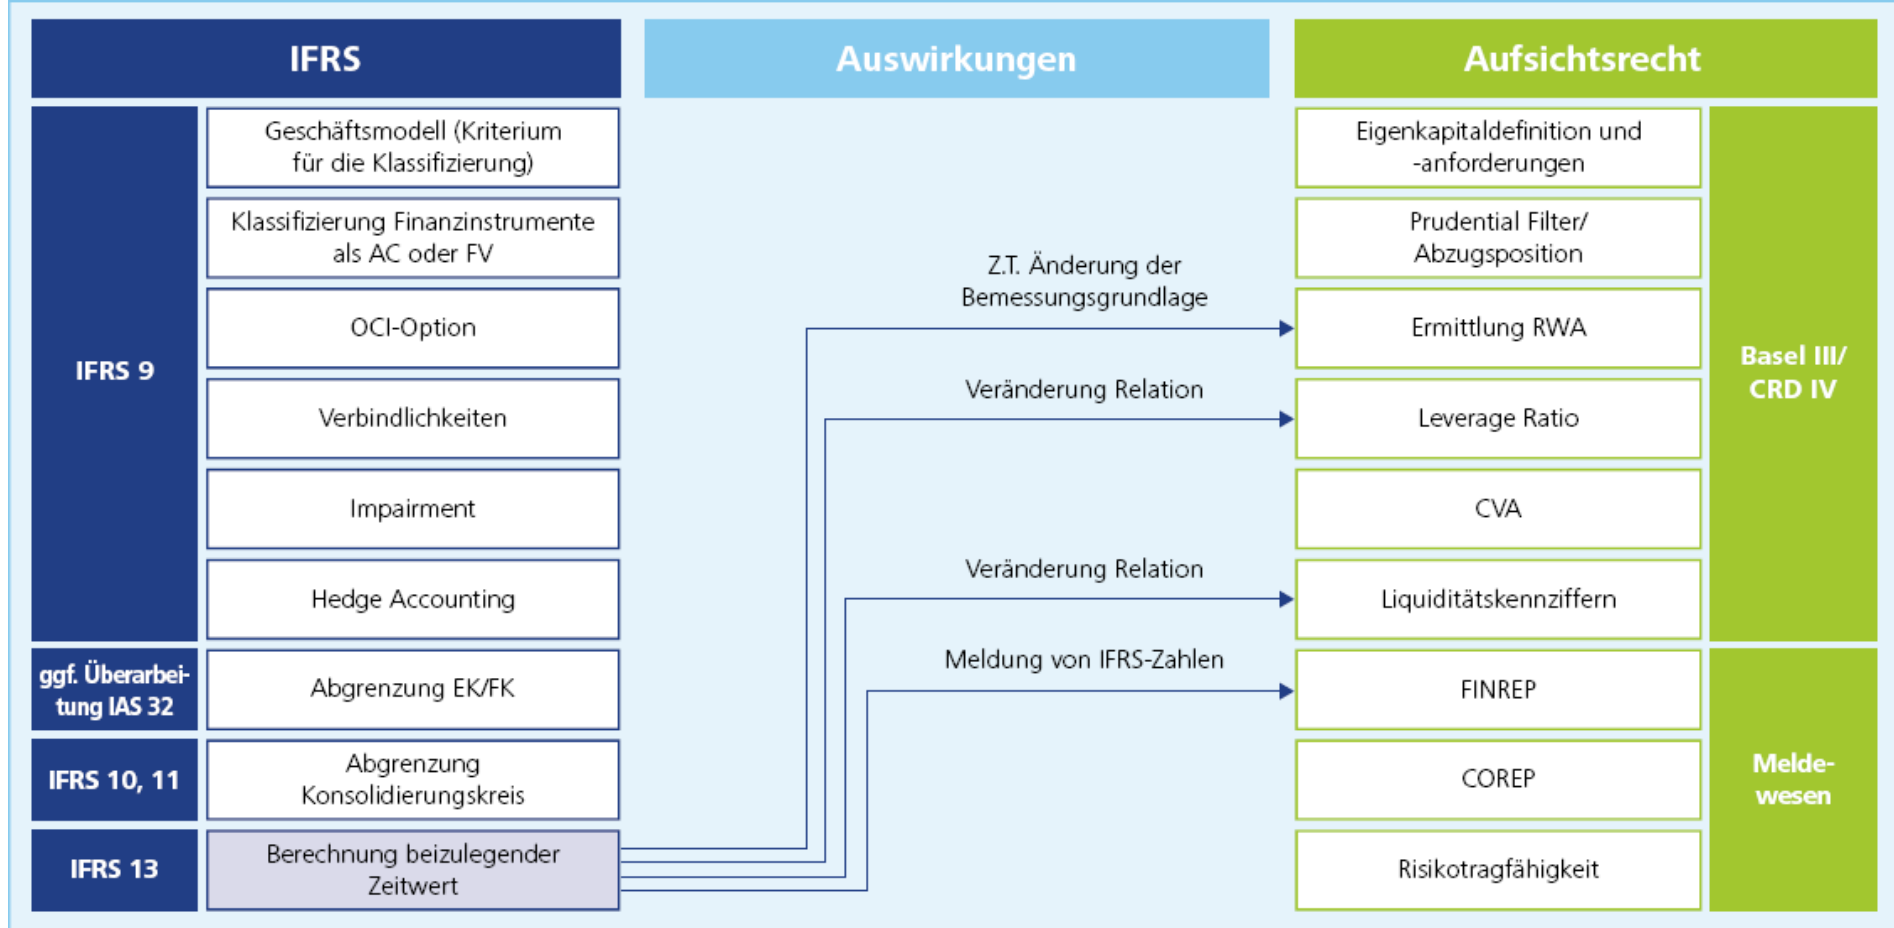 IFRS
Auswirkungen
Aufsichtsrecht
IFRS 9
Geschäftsmodell (Kriterium
für die Klassifizierung)
Klassifizierung Finanzinstrumente
als AC oder FV
OCI-Option
Verbindlichkeiten
Impairment
Hedge Accounting
ggf. Überarbei-
tung IAS 32
Abgrenzung EK/FK
IFRS 10, 11
Abgrenzung
Konsolidierungskreis
IFRS 13
Berechnung beizulegender
Zeitwert
Z.T. Änderung der
Bemessungsgrundlage
Veränderung Relation
Veränderung Relation
Meldung von IFRS-Zahlen
Eigenkapitaldefinition und
-anforderungen
Prudential Filter/
Abzugsposition
Ermittlung RWA
Leverage Ratio
CVA
Liquiditätskennziffern
Basel III/
CRD IV
FINREP
COREP
Risikotragfähigkeit
Melde-
wesen